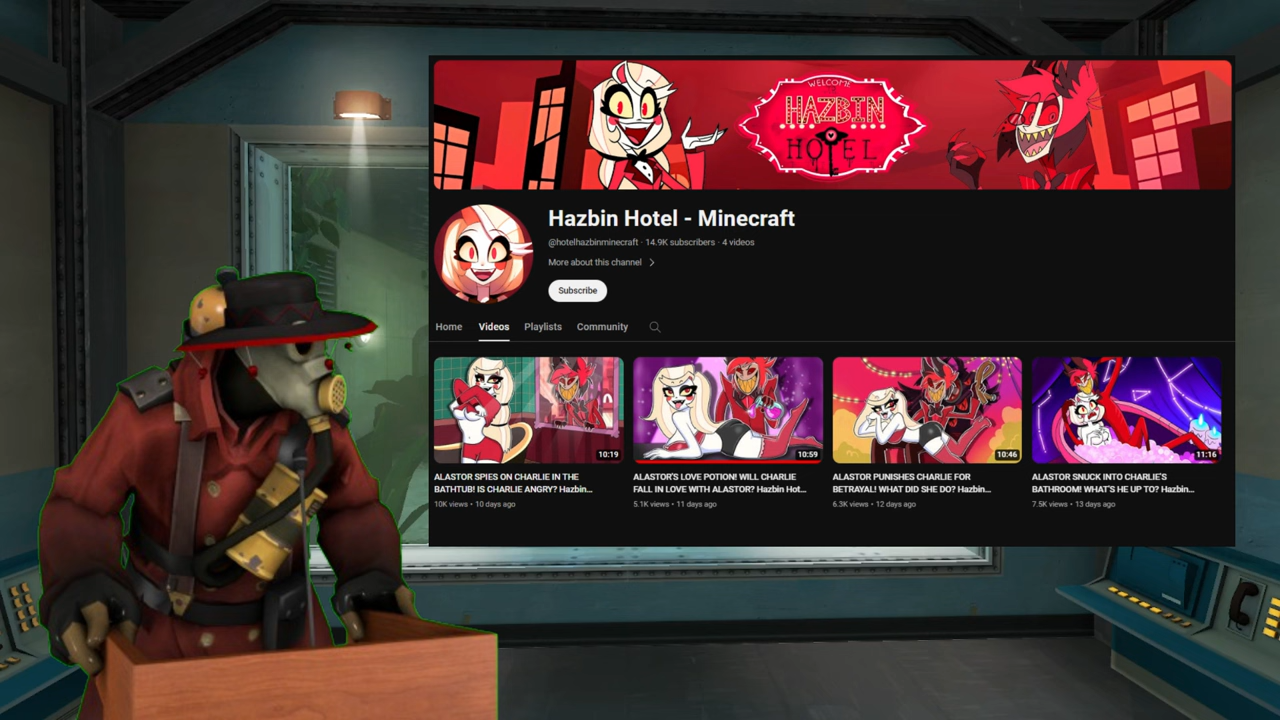 WELCOME
HAZBIN
HOTEL
Hazbin Hotel - Minecraft
@hotelhazbinminecraft · 14.9K subscribers · 4 videos
More about this channel
Subscribe
Home Videos Playlists Community
10:19 10:59 10:46 11:16
ALASTOR SPIES ON CHARLIE IN THE
BATHTUB! IS CHARLIE ANGRY? Hazbin...
10K views • 10 days ago
ALASTOR'S LOVE POTION! WILL CHARLIE
FALL IN LOVE WITH ALASTOR? Hazbin Hot...
5.1K views • 11 days ago
ALASTOR PUNISHES CHARLIE FOR
BETRAYAL! WHAT DID SHE DO? Hazbin...
6.3K views • 12 days ago
ALASTOR SNUCK INTO CHARLIE'S
BATHROOM! WHAT'S HE UP TO? Hazbin...
7.5K views • 13 days ago